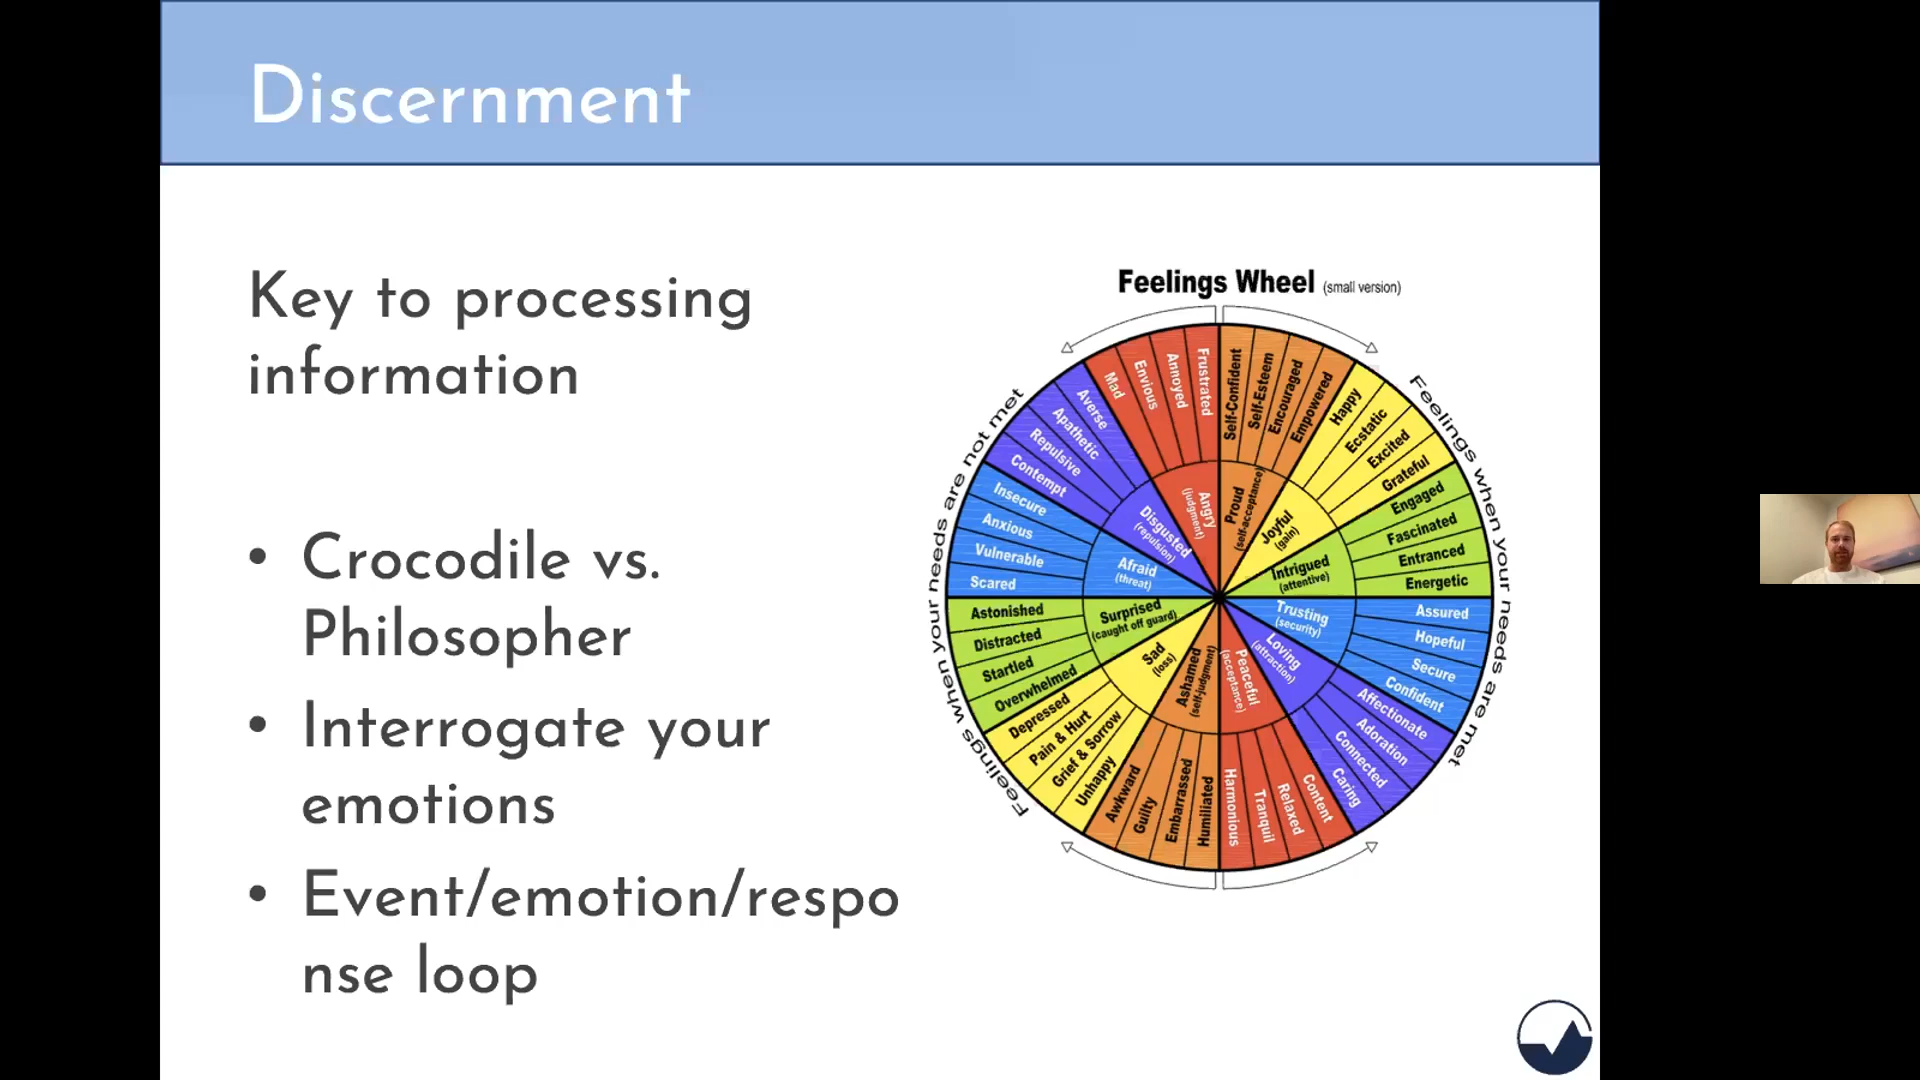 Discernment
Key to processing
information
• Crocodile vs.
Philosopher
• Interrogate your
emotions
• Event/emotion/respo
nse loop
Feelings Wheel (small version)
Feelings when your needs are not met
Feelings when your needs are met
Mad
Envious
Annoyed
Frustrated
Angry
(judgment)
Averse
Apathetic
Repulsive
Contempt
Disgusted
(repulsion)
Insecure
Anxious
Vulnerable
Scared
Afraid
(threat)
Astonished
Distracted
Startled
Overwhelmed
Surprised
(caught off guard)
Depressed
Pain & Hurt
Grief & Sorrow
Unhappy
Sad
(loss)
Awkward
Guilty
Embarrassed
Humiliated
Ashamed
(self-judgment)
Self-Confident
Self-Esteem
Encouraged
Empowered
Proud
(self-acceptance)
Happy
Ecstatic
Excited
Grateful
Joyful
(gain)
Engaged
Fascinated
Entranced
Energetic
Intrigued
(attentive)
Assured
Hopeful
Secure
Confident
Trusting
(security)
Affectionate
Adoration
Connected
Caring
Loving
(attraction)
Content
Relaxed
Tranquil
Harmonious
Peaceful
(acceptance)